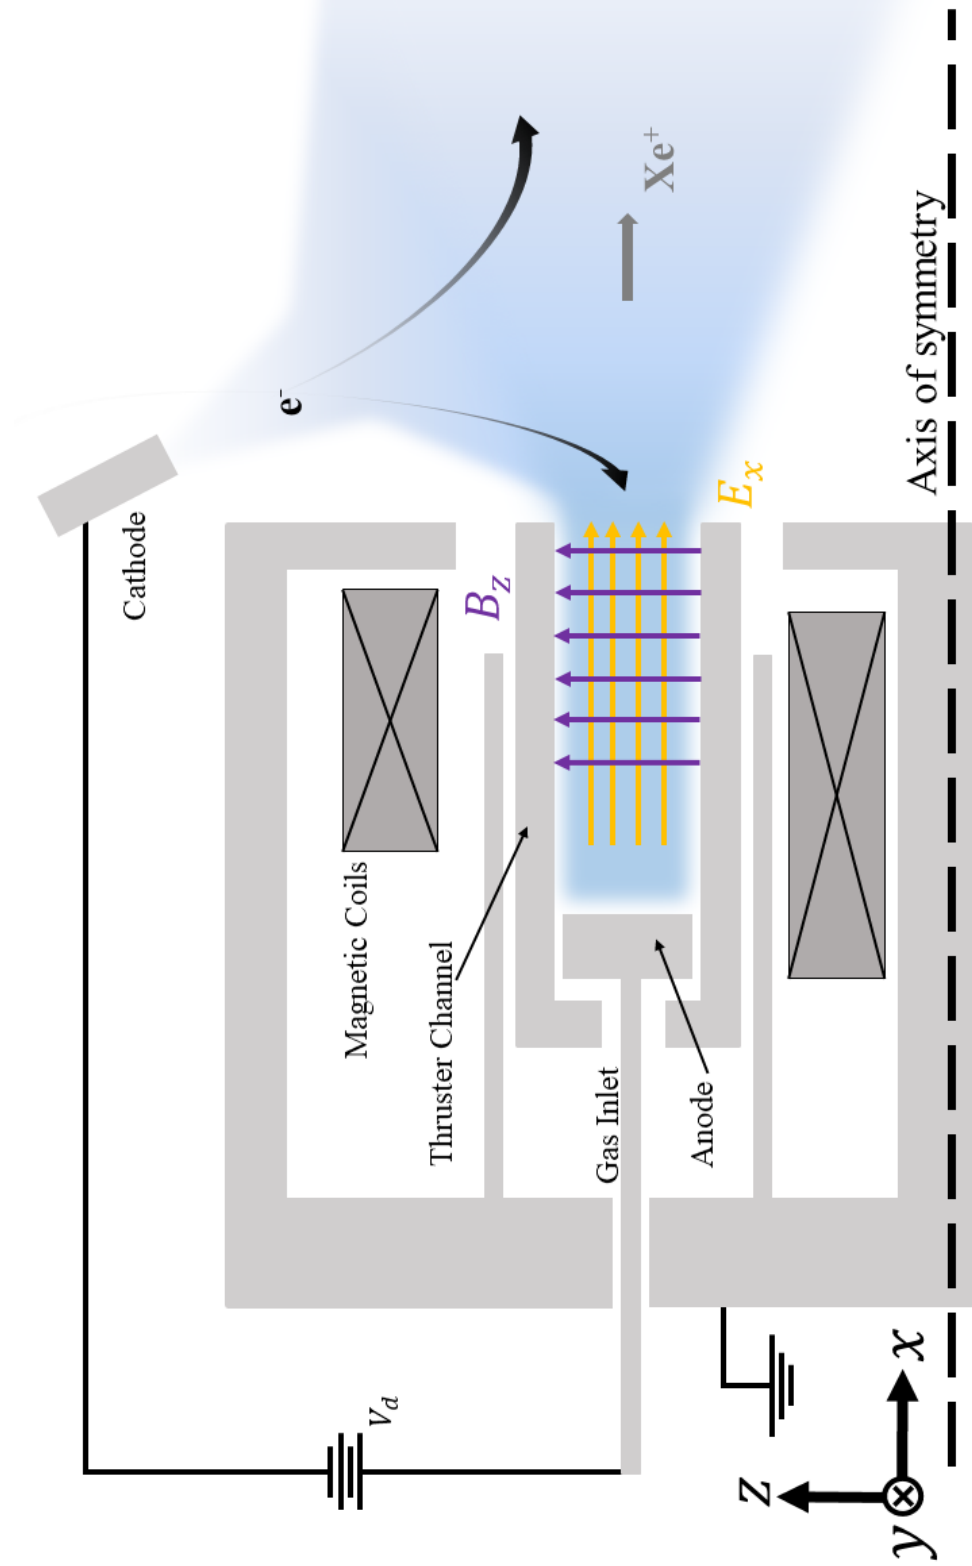 Cathode
e-
Xe+
Magnetic Coils
Bz
Thruster Channel
Ex
Gas Inlet
Anode
Vd
Axis of symmetry
z
x
y